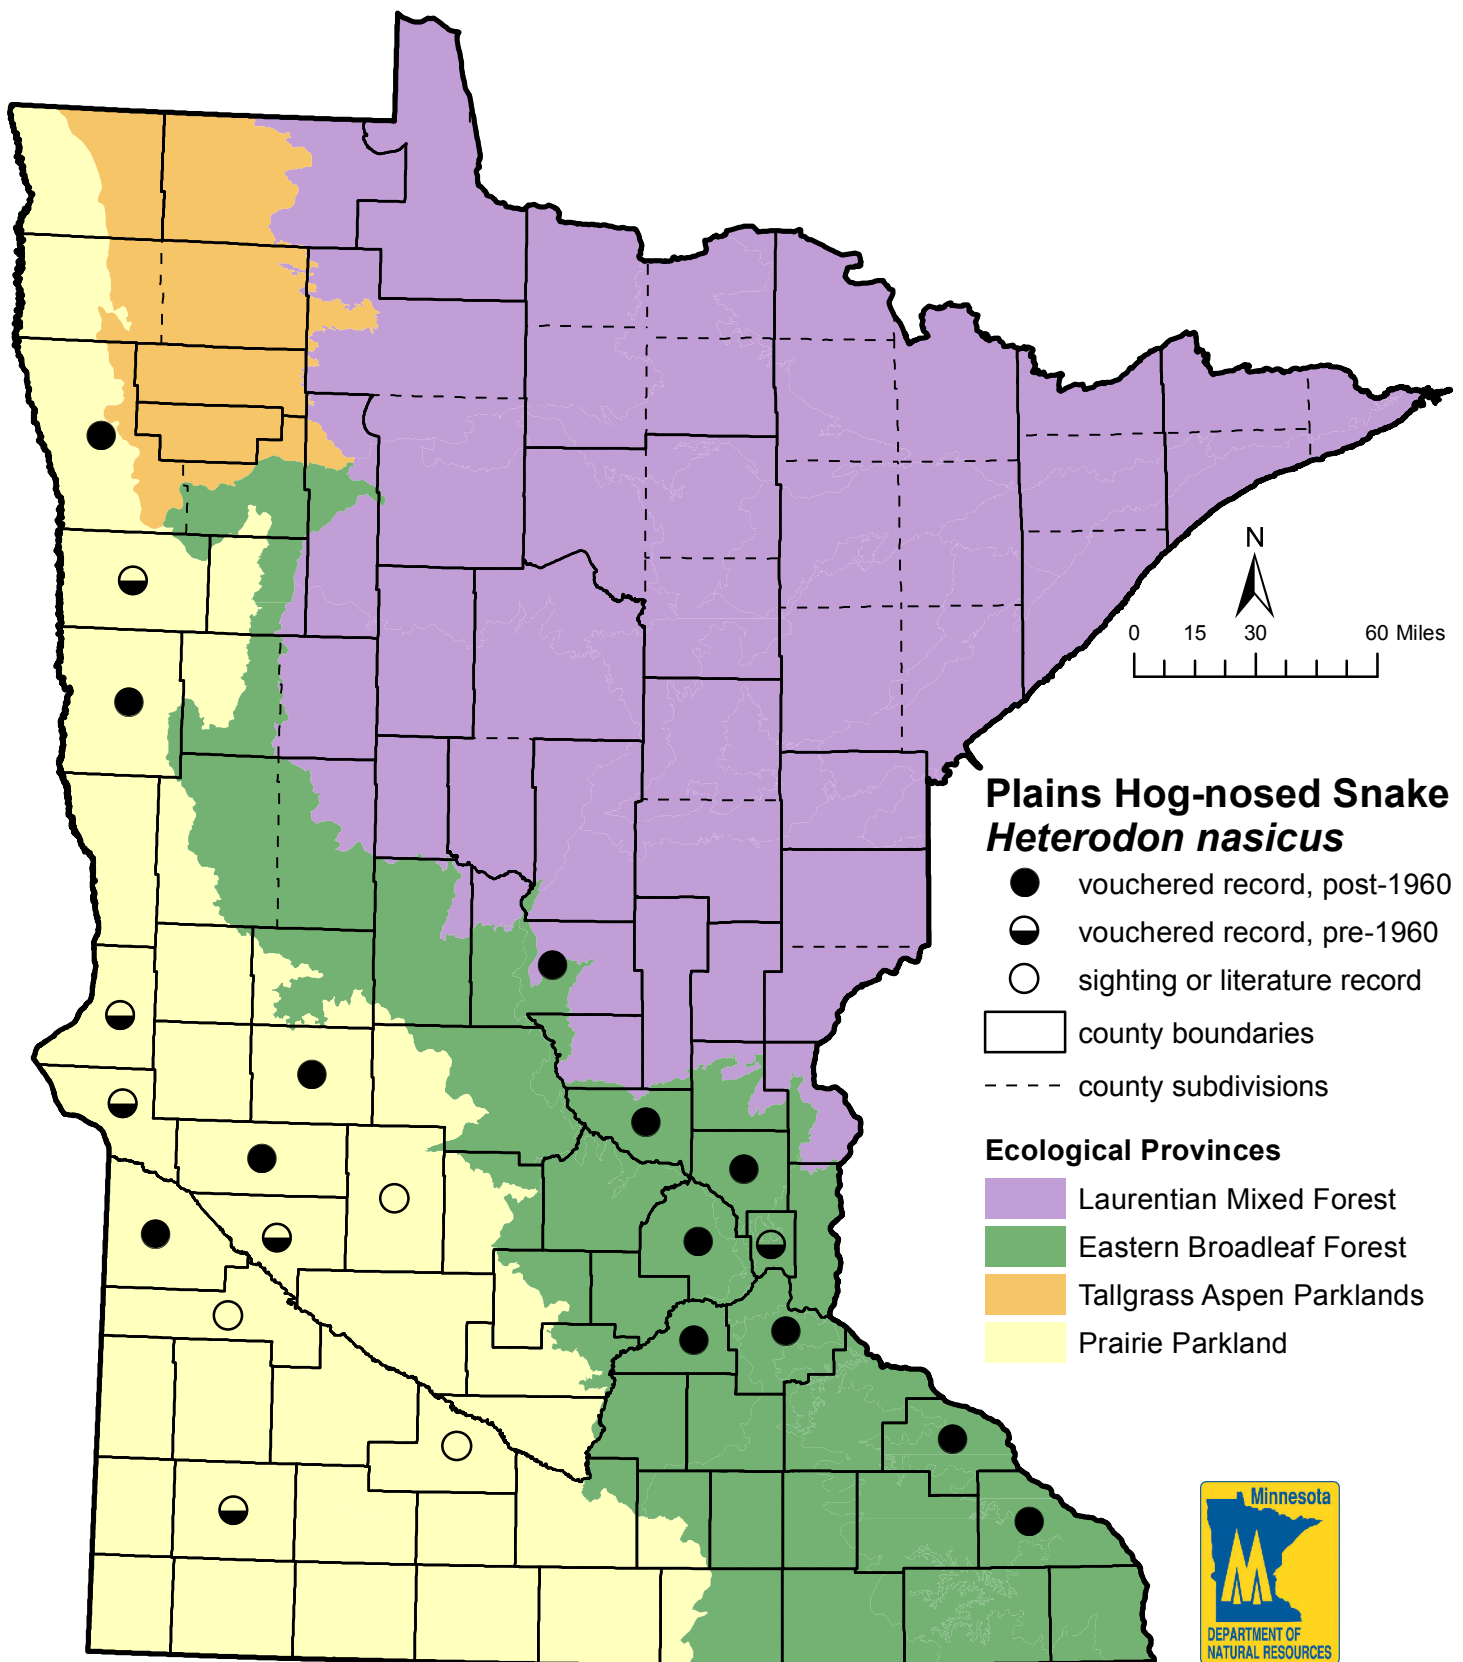 N
0 15 30 60 Miles
Plains Hog-nosed Snake
Heterodon nasicus
vouchered record, post-1960
vouchered record, pre-1960
sighting or literature record
county boundaries
county subdivisions
Ecological Provinces
Laurentian Mixed Forest
Eastern Broadleaf Forest
Tallgrass Aspen Parklands
Prairie Parkland
Minnesota
DEPARTMENT OF
NATURAL RESOURCES